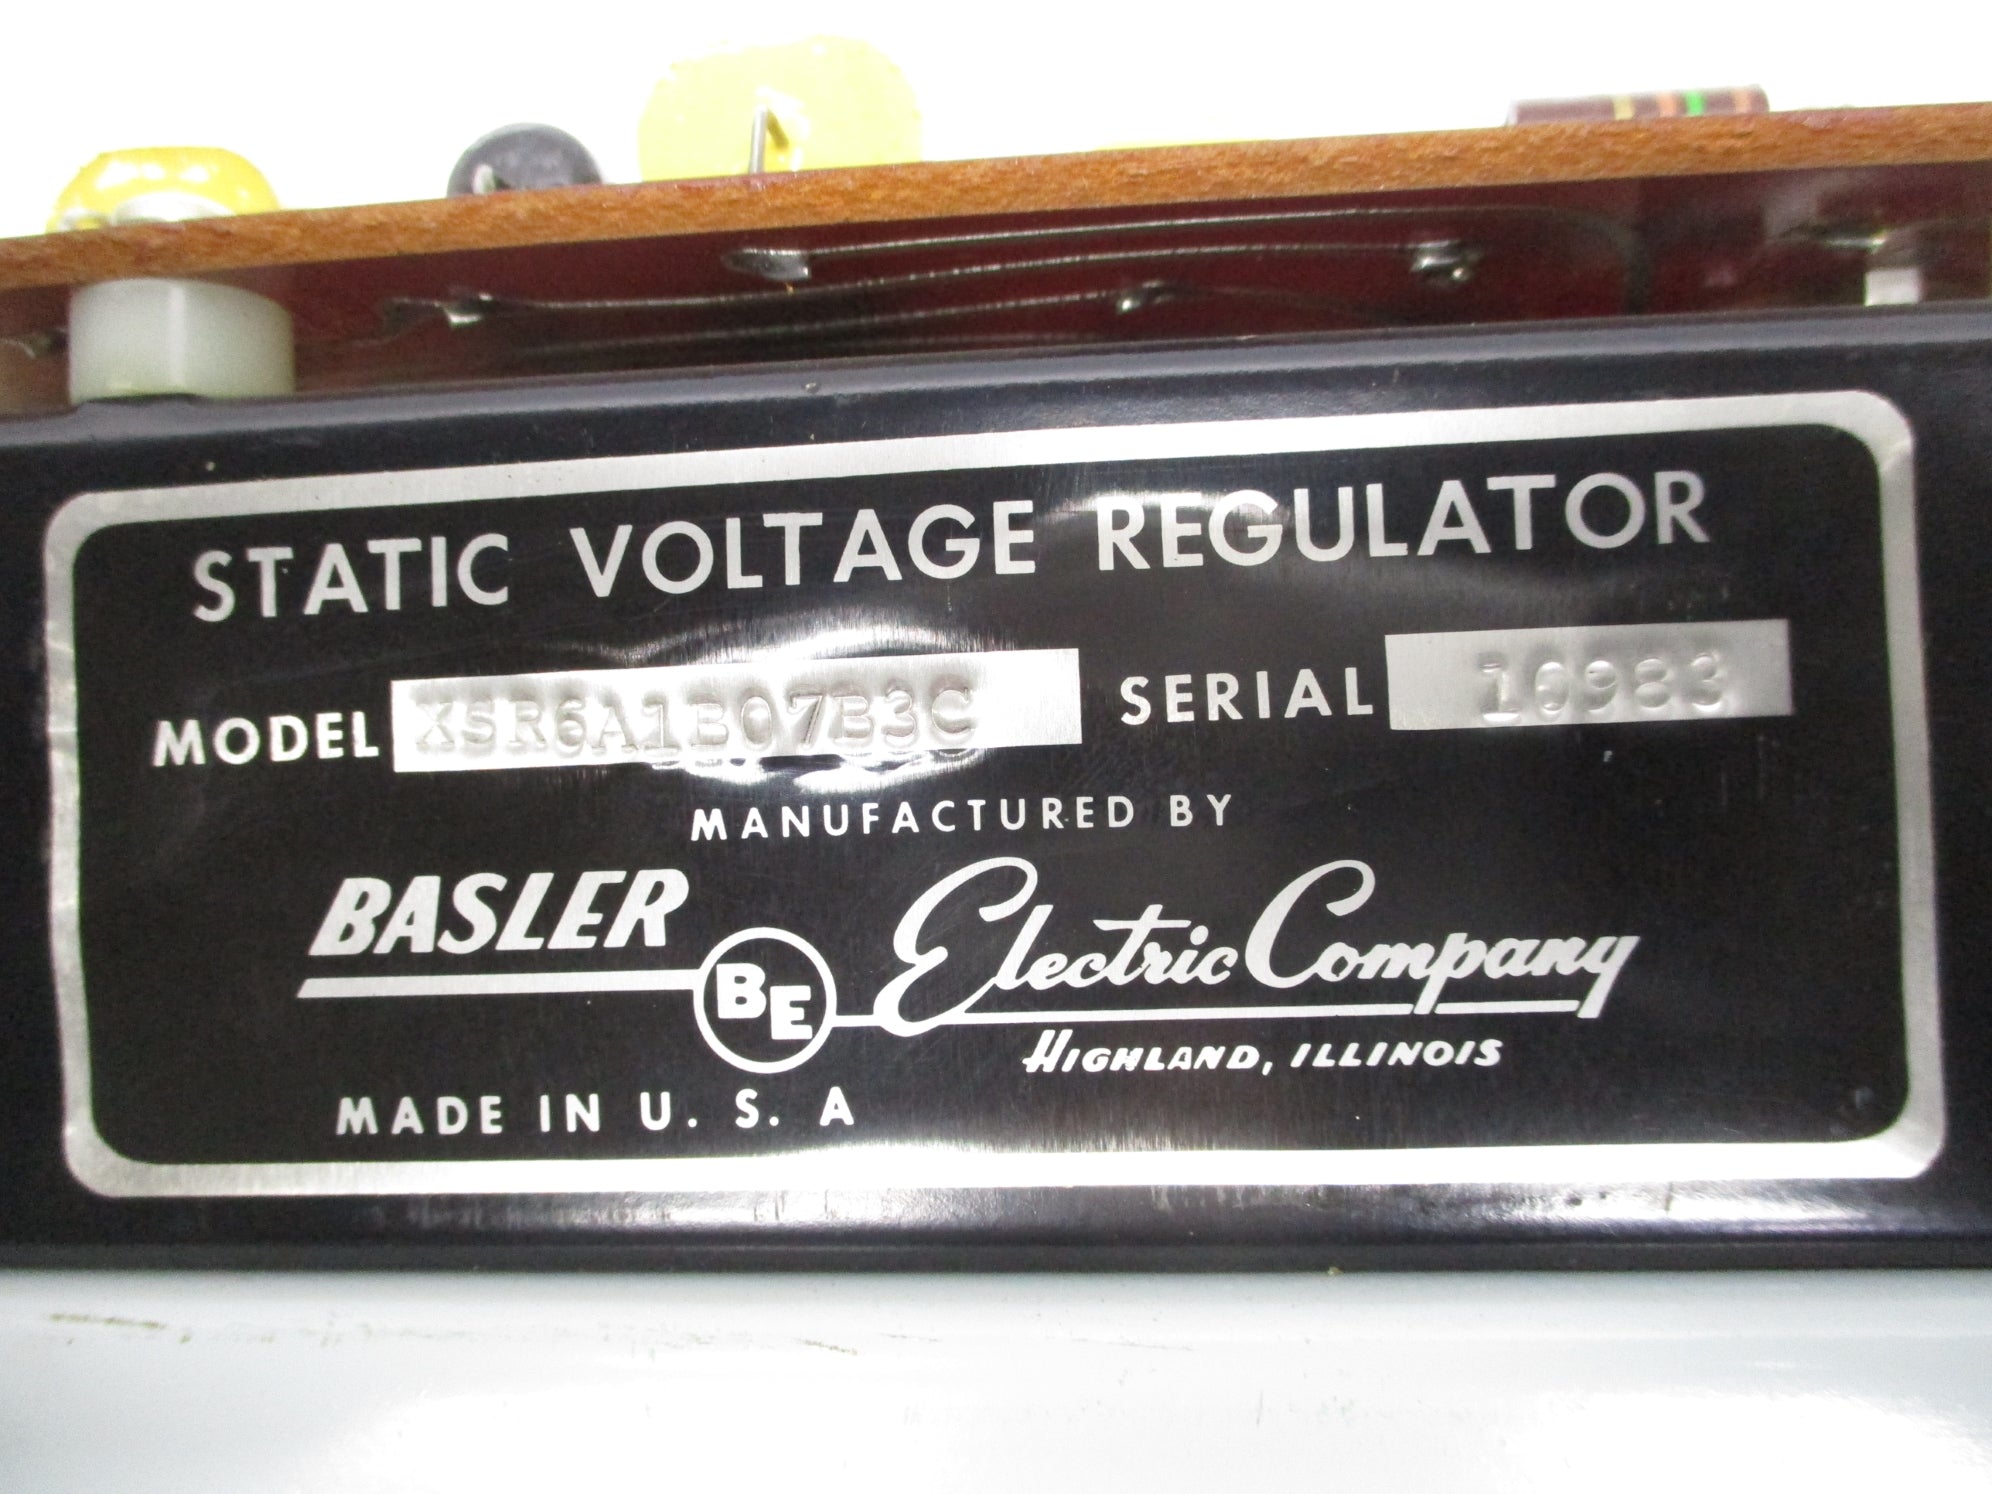 STATIC VOLTAGE REGULATOR
MODEL XSR6A1B07B3C SERIAL 10983
MANUFACTURED BY
BASLER BE Electric Company
HIGHLAND, ILLINOIS
MADE IN U. S. A